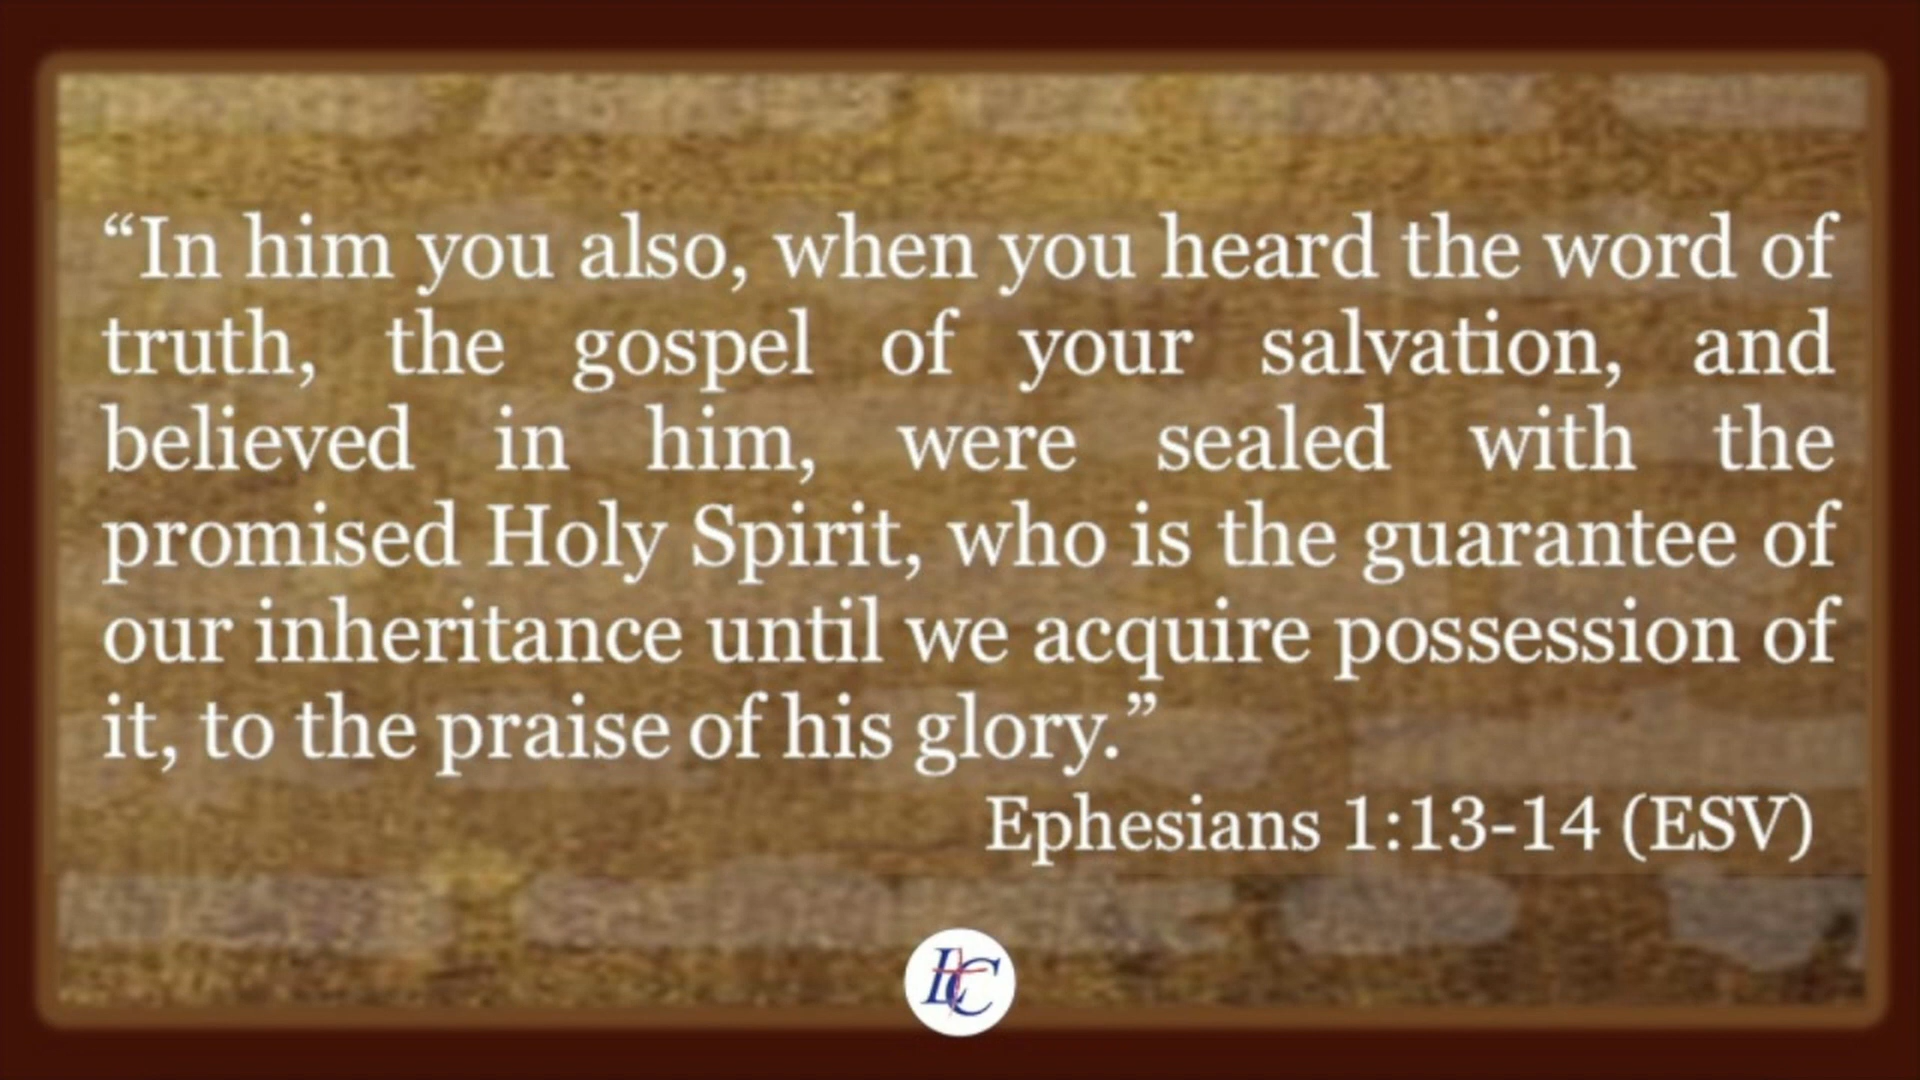 “In him you also, when you heard the word of
truth, the gospel of your salvation, and
believed in him, were sealed with the
promised Holy Spirit, who is the guarantee of
our inheritance until we acquire possession of
it, to the praise of his glory.”
Ephesians 1:13-14 (ESV)